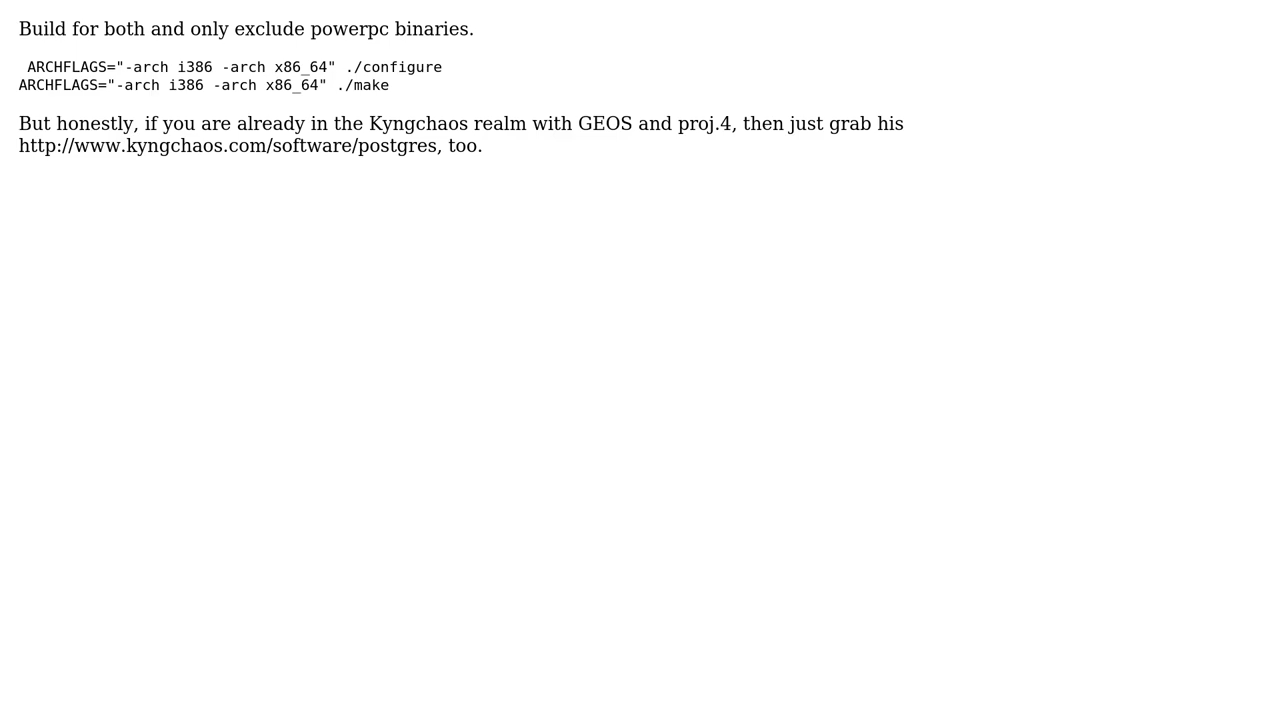 Build for both and only exclude powerpc binaries.
ARCHFLAGS="-arch i386 -arch x86_64" ./configure
ARCHFLAGS="-arch i386 -arch x86_64" ./make
But honestly, if you are already in the Kyngchaos realm with GEOS and proj.4, then just grab his
http://www.kyngchaos.com/software/postgres, too.